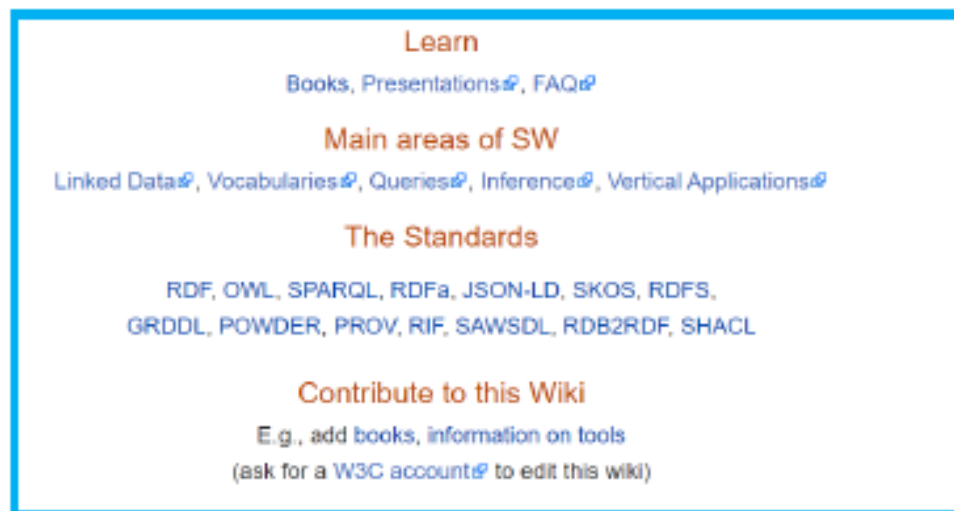 Learn
Books, Presentations, FAQ
Main areas of SW
Linked Data, Vocabularies, Queries, Inference, Vertical Applications
The Standards
RDF, OWL, SPARQL, RDFa, JSON-LD, SKOS, RDFS,
GRDDL, POWDER, PROV, RIF, SAWSDL, RDB2RDF, SHACL
Contribute to this Wiki
E.g., add books, information on tools
(ask for a W3C account to edit this wiki)